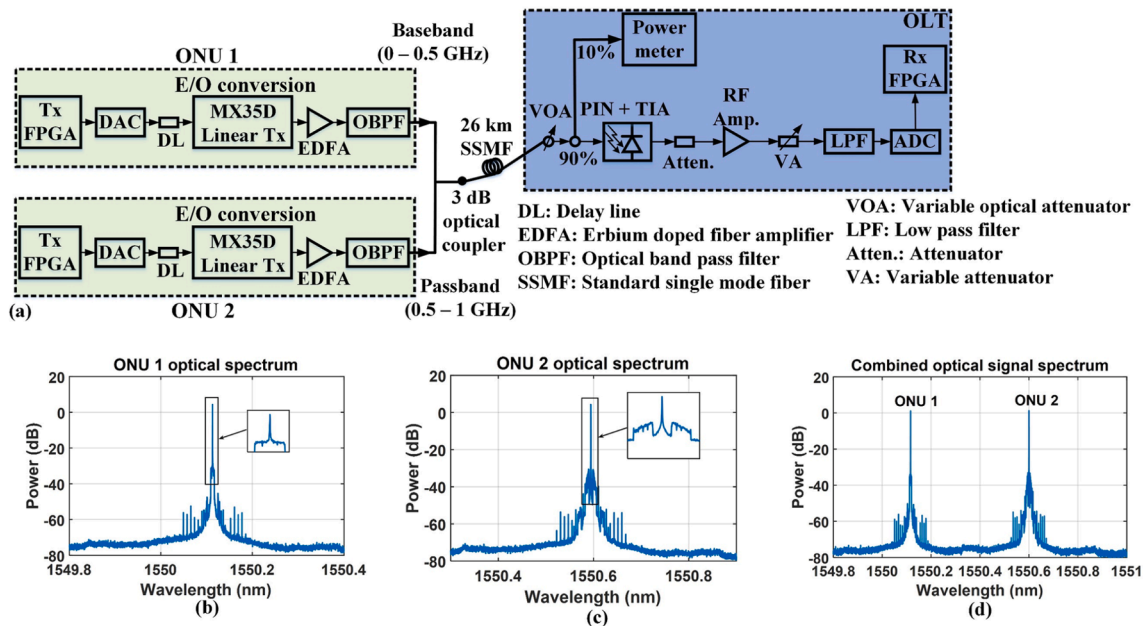 ONU 1
Baseband
(0 – 0.5 GHz)
E/O conversion
Tx
FPGA
DAC
DL
MX35D
Linear Tx
EDFA
OBPF
OLT
10%
Power
meter
Rx
FPGA
26 km
SSMF
VOA
90%
PIN + TIA
Atten.
RF
Amp.
VA
LPF
ADC
3 dB
optical
coupler
E/O conversion
Tx
FPGA
DAC
DL
MX35D
Linear Tx
EDFA
OBPF
ONU 2
Passband
(0.5 – 1 GHz)
(a)
DL: Delay line
EDFA: Erbium doped fiber amplifier
OBPF: Optical band pass filter
SSMF: Standard single mode fiber
VOA: Variable optical attenuator
LPF: Low pass filter
Atten.: Attenuator
VA: Variable attenuator
ONU 1 optical spectrum
Power (dB)
20
0
-20
-40
-60
-80
1549.8 1550 1550.2 1550.4
Wavelength (nm)
(b)
ONU 2 optical spectrum
Power (dB)
20
0
-20
-40
-60
-80
1550.4 1550.6 1550.8
Wavelength (nm)
(c)
Combined optical signal spectrum
ONU 1 ONU 2
Power (dB)
20
0
-20
-40
-60
-80
1549.8 1550 1550.2 1550.4 1550.6 1550.8 1551
Wavelength (nm)
(d)